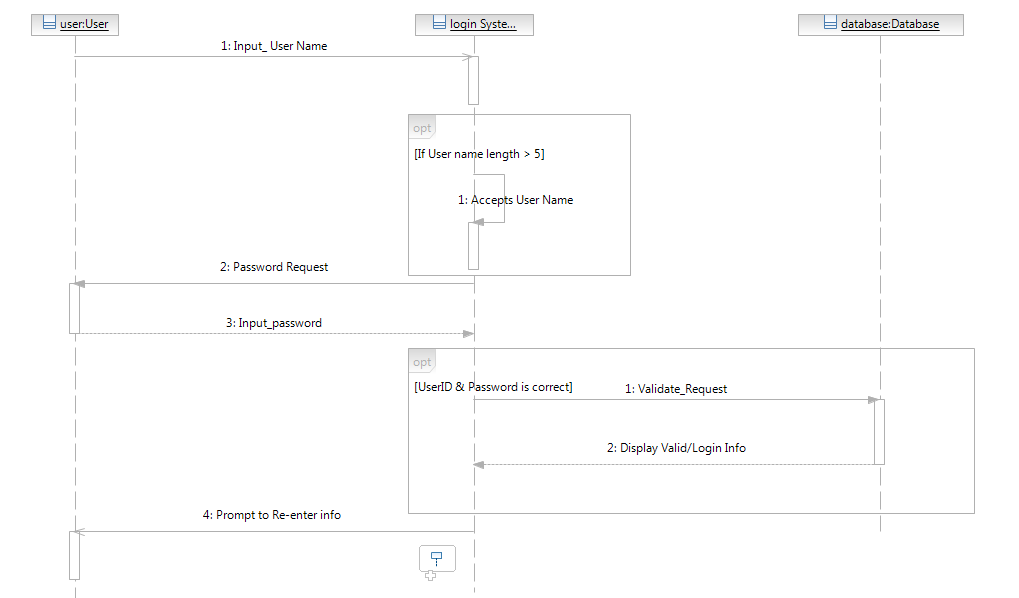 user:User
login Syste...
database:Database
1: Input_ User Name
opt
[If User name length > 5]
1: Accepts User Name
2: Password Request
3: Input_password
opt
[UserID & Password is correct]
1: Validate_Request
2: Display Valid/Login Info
4: Prompt to Re-enter info